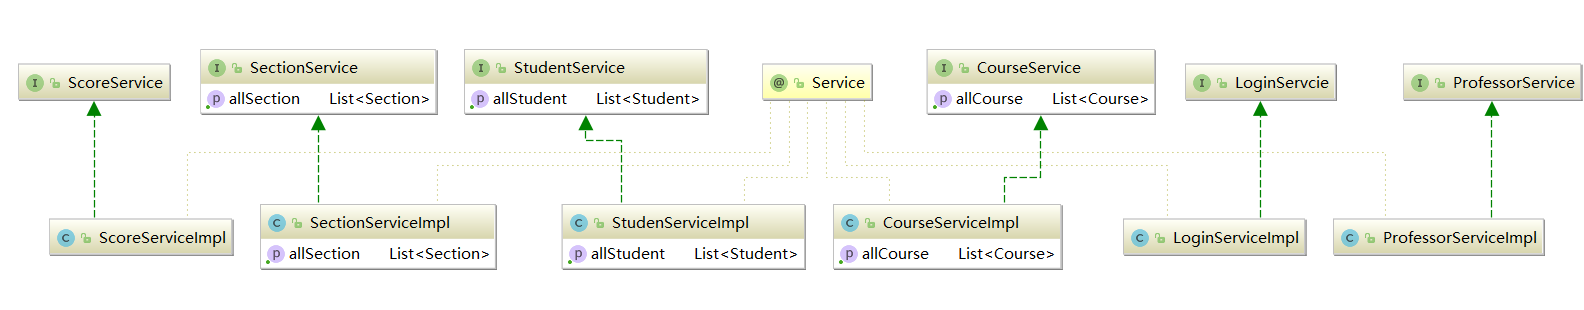 I ScoreService
I SectionService
p allSection List<Section>
I StudentService
p allStudent List<Student>
@ Service
I CourseService
p allCourse List<Course>
I LoginServcie
I ProfessorService
C ScoreServiceImpl
C SectionServiceImpl
p allSection List<Section>
C StudenServiceImpl
p allStudent List<Student>
C CourseServiceImpl
p allCourse List<Course>
C LoginServiceImpl
C ProfessorServiceImpl